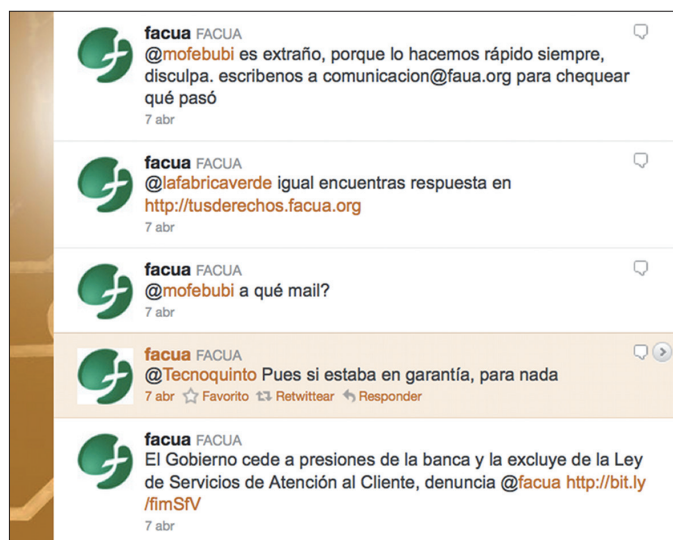 facua FACUA
@mofebubi es extraño, porque lo hacemos rápido siempre,
disculpa. escribenos a comunicacion@faua.org para chequear
qué pasó
7 abr
facua FACUA
@lafabricaverde igual encuentras respuesta en
http://tusderechos.facua.org
7 abr
facua FACUA
@mofebubi a qué mail?
7 abr
facua FACUA
@Tecnoquinto Pues si estaba en garantía, para nada
7 abr Favorito Retwittear Responder
facua FACUA
El Gobierno cede a presiones de la banca y la excluye de la Ley
de Servicios de Atención al Cliente, denuncia @facua http://bit.ly
/fimSfV
7 abr